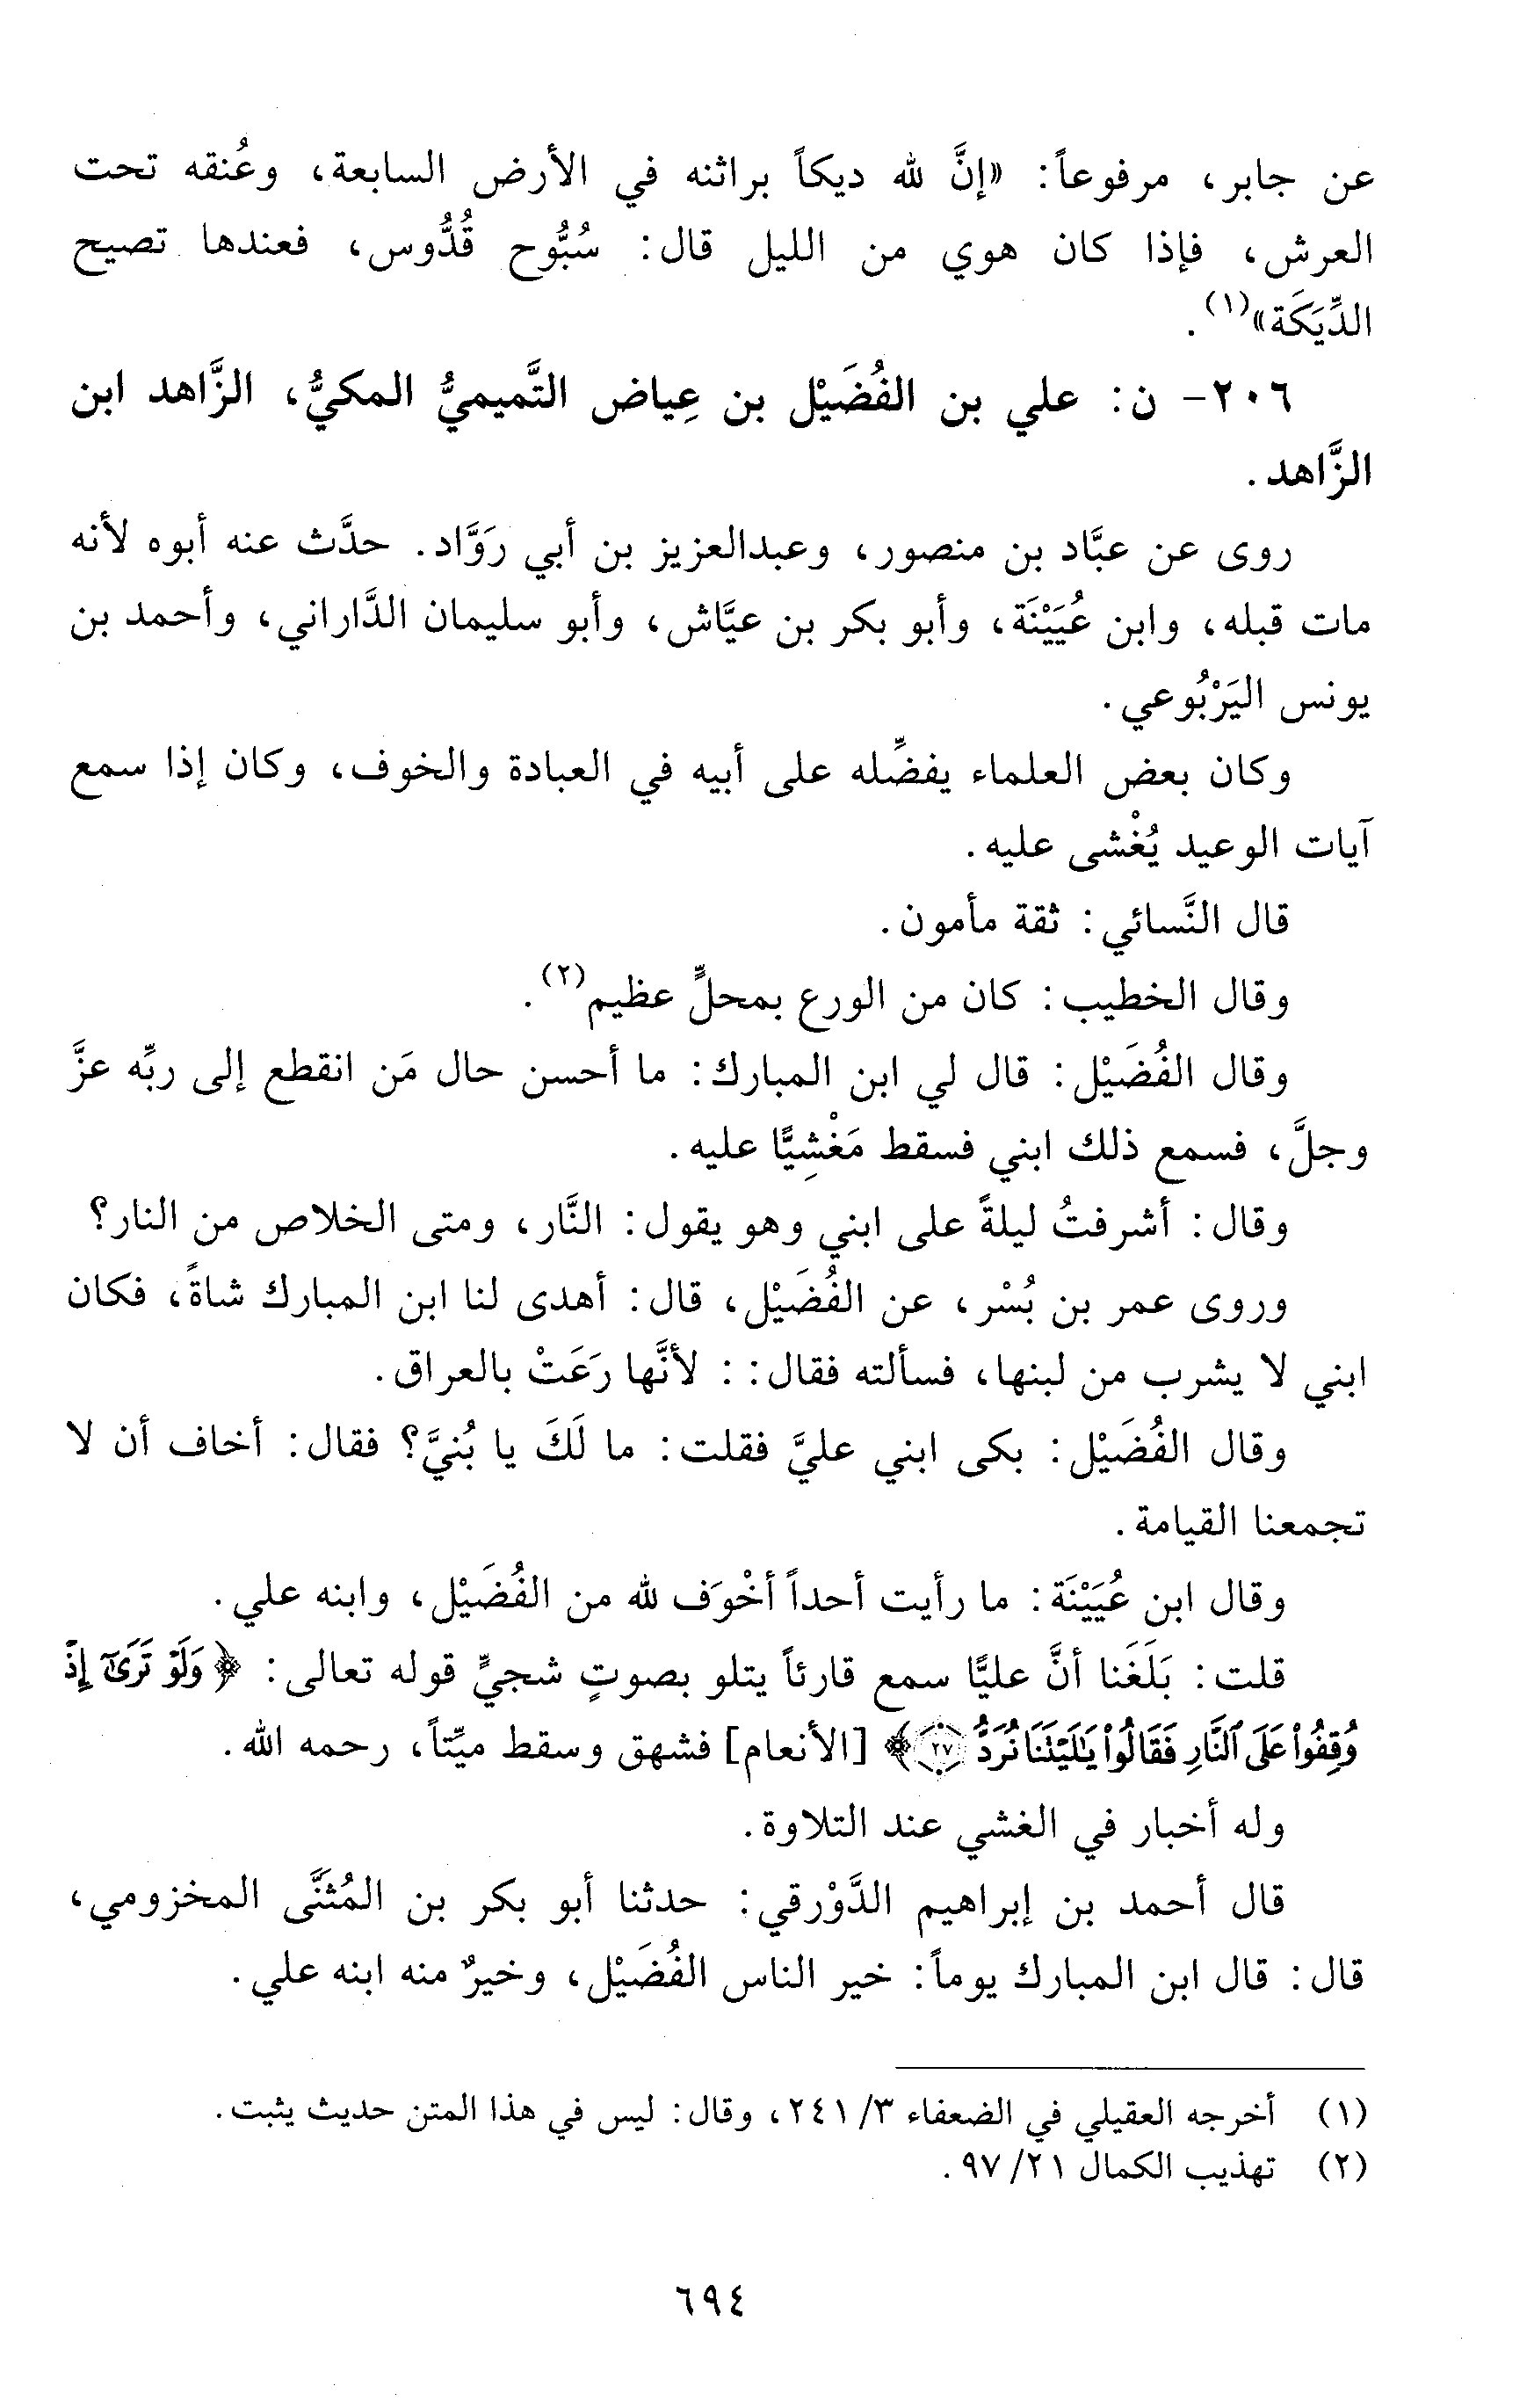 عن جابر، مرفوعاً: «إنَّ لله ديكاً براثنه في الأرض السابعة، وعُنقه تحت
العرش، فإذا كان هوي من الليل قال: سُبُّوح قُدُّوس، فعندها تصيح
الدِّيَكَة»(١).
٢٠٦- ن: علي بن الفُضَيْل بن عِياض التَّميميُّ المكيُّ، الزَّاهد ابن
الزَّاهد.
روى عن عبَّاد بن منصور، وعبدالعزيز بن أبي رَوَّاد. حدَّث عنه أبوه لأنه
مات قبله، وابن عُيَيْنَة، وأبو بكر بن عيَّاش، وأبو سليمان الدَّاراني، وأحمد بن
يونس اليَرْبُوعي.
وكان بعض العلماء يفضِّله على أبيه في العبادة والخوف، وكان إذا سمع
آيات الوعيد يُغْشى عليه.
قال النَّسائي: ثقة مأمون.
وقال الخطيب: كان من الورع بمحلٍّ عظيم(٢).
وقال الفُضَيْل: قال لي ابن المبارك: ما أحسن حال مَن انقطع إلى ربِّه عزَّ
وجلَّ، فسمع ذلك ابني فسقط مَغْشِيًّا عليه.
وقال: أشرفتُ ليلةً على ابني وهو يقول: النَّار، ومتى الخلاص من النار؟
وروى عمر بن بُسْر، عن الفُضَيْل، قال: أهدى لنا ابن المبارك شاةً، فكان
ابني لا يشرب من لبنها، فسألته فقال: : لأنَّها رَعَتْ بالعراق.
وقال الفُضَيْل: بكى ابني عليَّ فقلت: ما لَكَ يا بُنيَّ؟ فقال: أخاف أن لا
تجمعنا القيامة.
وقال ابن عُيَيْنَة: ما رأيت أحداً أخْوَف لله من الفُضَيْل، وابنه علي.
قلت: بَلَغَنا أنَّ عليًّا سمع قارئاً يتلو بصوتٍ شجيٍّ قوله تعالى: ﴿وَلَوْ تَرَىٰٓ إِذْ
وُقِفُوا۟ عَلَى ٱلنَّارِ فَقَالُوا۟ يَٰلَيْتَنَا نُرَدُّ ٢٧﴾ [الأنعام] فشهق وسقط ميِّتاً، رحمه الله.
وله أخبار في الغشي عند التلاوة.
قال أحمد بن إبراهيم الدَّوْرقي: حدثنا أبو بكر بن المُثنَّى المخزومي،
قال: قال ابن المبارك يوماً: خير الناس الفُضَيْل، وخيرٌ منه ابنه علي.
(١) أخرجه العقيلي في الضعفاء ٣/ ٢٤١، وقال: ليس في هذا المتن حديث يثبت.
(٢) تهذيب الكمال ٢١/ ٩٧.
٦٩٤